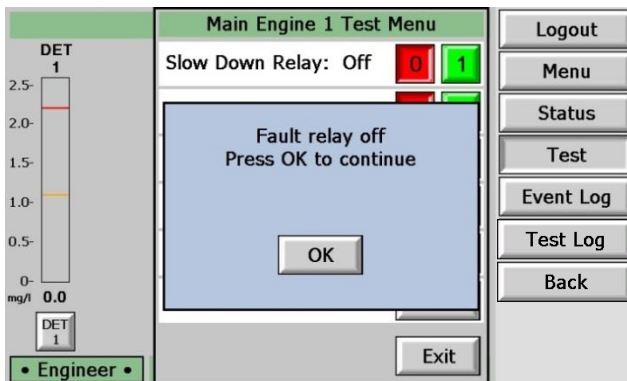 DET
1
2.5-
2.0-
1.5-
1.0-
0.5-
0-
mg/l 0.0
DET
1
• Engineer •
Main Engine 1 Test Menu
Slow Down Relay: Off 0 1
Fault relay off
Press OK to continue
OK
Exit
Logout
Menu
Status
Test
Event Log
Test Log
Back